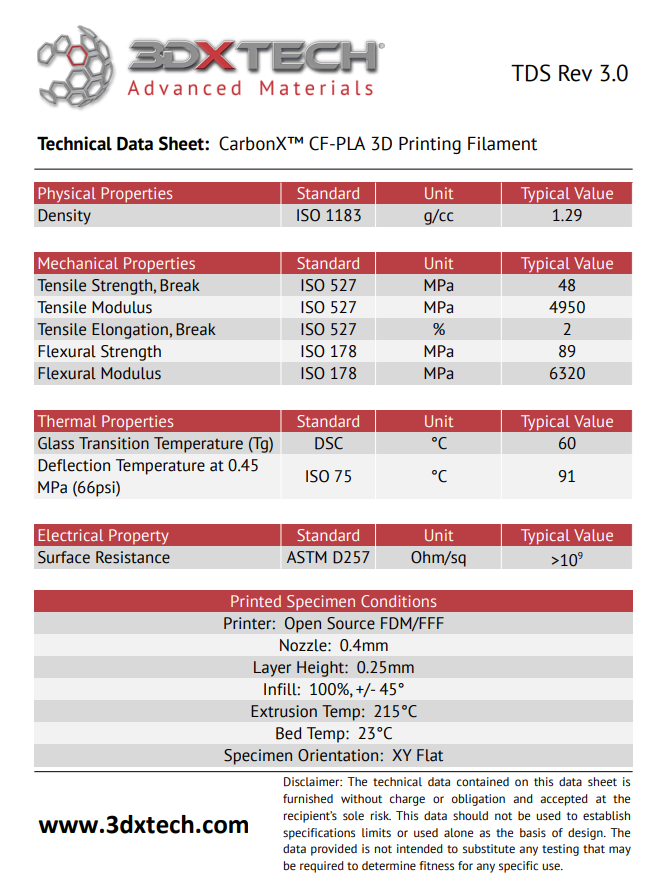 3DXTECH®
Advanced Materials
TDS Rev 3.0
Technical Data Sheet: CarbonX™ CF-PLA 3D Printing Filament
Physical Properties Standard Unit Typical Value
Density ISO 1183 g/cc 1.29
Mechanical Properties Standard Unit Typical Value
Tensile Strength, Break ISO 527 MPa 48
Tensile Modulus ISO 527 MPa 4950
Tensile Elongation, Break ISO 527 % 2
Flexural Strength ISO 178 MPa 89
Flexural Modulus ISO 178 MPa 6320
Thermal Properties Standard Unit Typical Value
Glass Transition Temperature (Tg) DSC °C 60
Deflection Temperature at 0.45
MPa (66psi) ISO 75 °C 91
Electrical Property Standard Unit Typical Value
Surface Resistance ASTM D257 Ohm/sq >10⁹
Printed Specimen Conditions
Printer: Open Source FDM/FFF
Nozzle: 0.4mm
Layer Height: 0.25mm
Infill: 100%, +/- 45°
Extrusion Temp: 215°C
Bed Temp: 23°C
Specimen Orientation: XY Flat
www.3dxtech.com
Disclaimer: The technical data contained on this data sheet is
furnished without charge or obligation and accepted at the
recipient's sole risk. This data should not be used to establish
specifications limits or used alone as the basis of design. The
data provided is not intended to substitute any testing that may
be required to determine fitness for any specific use.